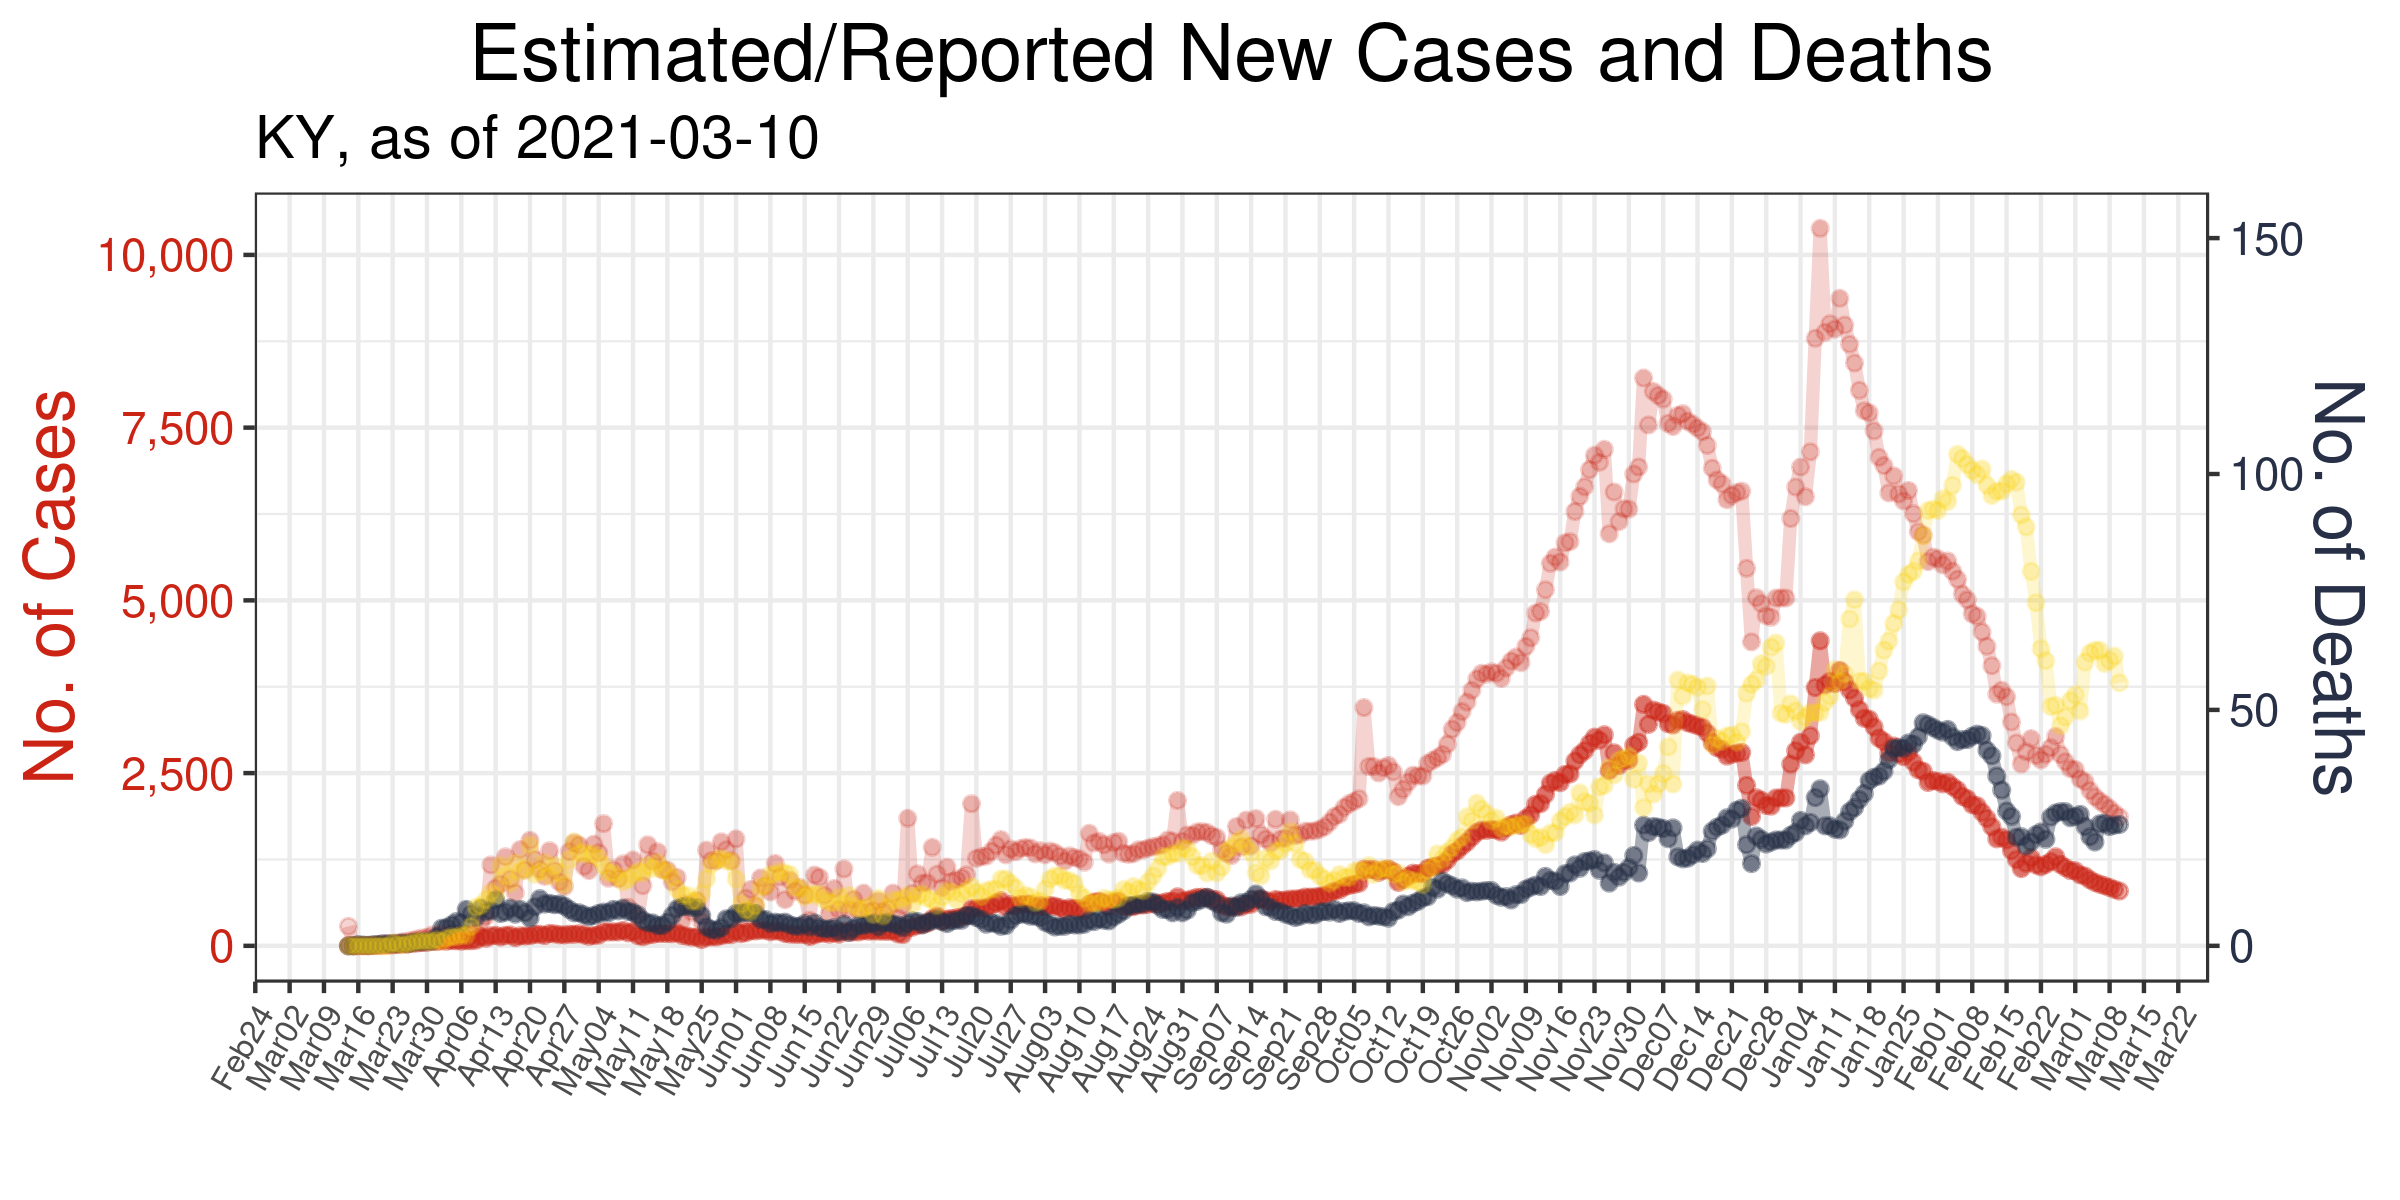 Estimated/Reported New Cases and Deaths
KY, as of 2021-03-10
No. of Cases
10,000
7,500
5,000
2,500
0
150
100
50
0
No. of Deaths
Feb24
Mar02
Mar09
Mar16
Mar23
Mar30
Apr06
Apr13
Apr20
Apr27
May04
May11
May18
May25
Jun01
Jun08
Jun15
Jun22
Jun29
Jul06
Jul13
Jul20
Jul27
Aug03
Aug10
Aug17
Aug24
Aug31
Sep07
Sep14
Sep21
Sep28
Oct05
Oct12
Oct19
Oct26
Nov02
Nov09
Nov16
Nov23
Nov30
Dec07
Dec14
Dec21
Dec28
Jan04
Jan11
Jan18
Jan25
Feb01
Feb08
Feb15
Feb22
Mar01
Mar08
Mar15
Mar22